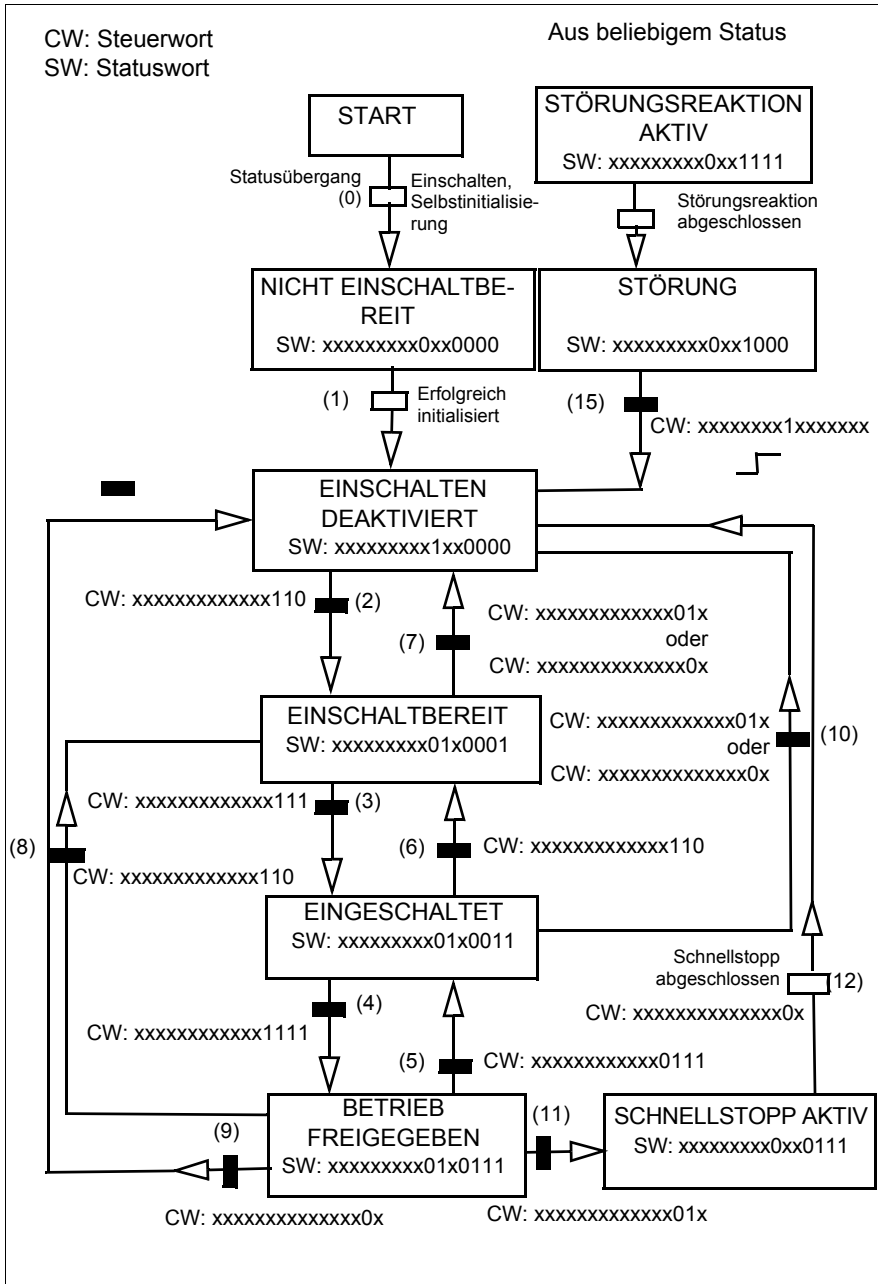 CW: Steuerwort
SW: Statuswort
Aus beliebigem Status
START
STÖRUNGSREAKTION
AKTIV
SW: xxxxxxxxx0xx1111
Statusübergang
(0)
Einschalten,
Selbstinitialisie-
rung
Störungsreaktion
abgeschlossen
NICHT EINSCHALTBE-
REIT
SW: xxxxxxxxx0xx0000
STÖRUNG
SW: xxxxxxxxx0xx1000
(1)
Erfolgreich
initialisiert
(15)
CW: xxxxxxxx1xxxxxxx
EINSCHALTEN
DEAKTIVIERT
SW: xxxxxxxxx1xx0000
CW: xxxxxxxxxxxxx110
(2)
(7)
CW: xxxxxxxxxxxxx01x
oder
CW: xxxxxxxxxxxxxx0x
EINSCHALTBEREIT
SW: xxxxxxxxx01x0001
CW: xxxxxxxxxxxxx01x
oder
CW: xxxxxxxxxxxxxx0x
(10)
CW: xxxxxxxxxxxxx111
(3)
(8)
CW: xxxxxxxxxxxxx110
(6)
CW: xxxxxxxxxxxxx110
EINGESCHALTET
SW: xxxxxxxxx01x0011
Schnellstopp
abgeschlossen
(12)
CW: xxxxxxxxxxxxxx0x
(4)
CW: xxxxxxxxxxxx1111
(5)
CW: xxxxxxxxxxxx0111
BETRIEB
FREIGEGEBEN
SW: xxxxxxxxx01x0111
(9)
(11)
SCHNELLSTOPP AKTIV
SW: xxxxxxxxx0xx0111
CW: xxxxxxxxxxxxxx0x
CW: xxxxxxxxxxxxx01x